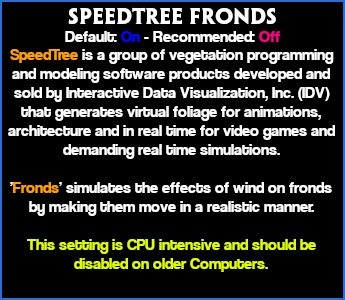 SPEEDTREE FRONDS
Default: On - Recommended: Off
SpeedTree is a group of vegetation programming
and modeling software products developed and
sold by Interactive Data Visualization, Inc. (IDV)
that generates virtual foliage for animations,
architecture and in real time for video games and
demanding real time simulations.
'Fronds' simulates the effects of wind on fronds
by making them move in a realistic manner.
This setting is CPU intensive and should be
disabled on older Computers.